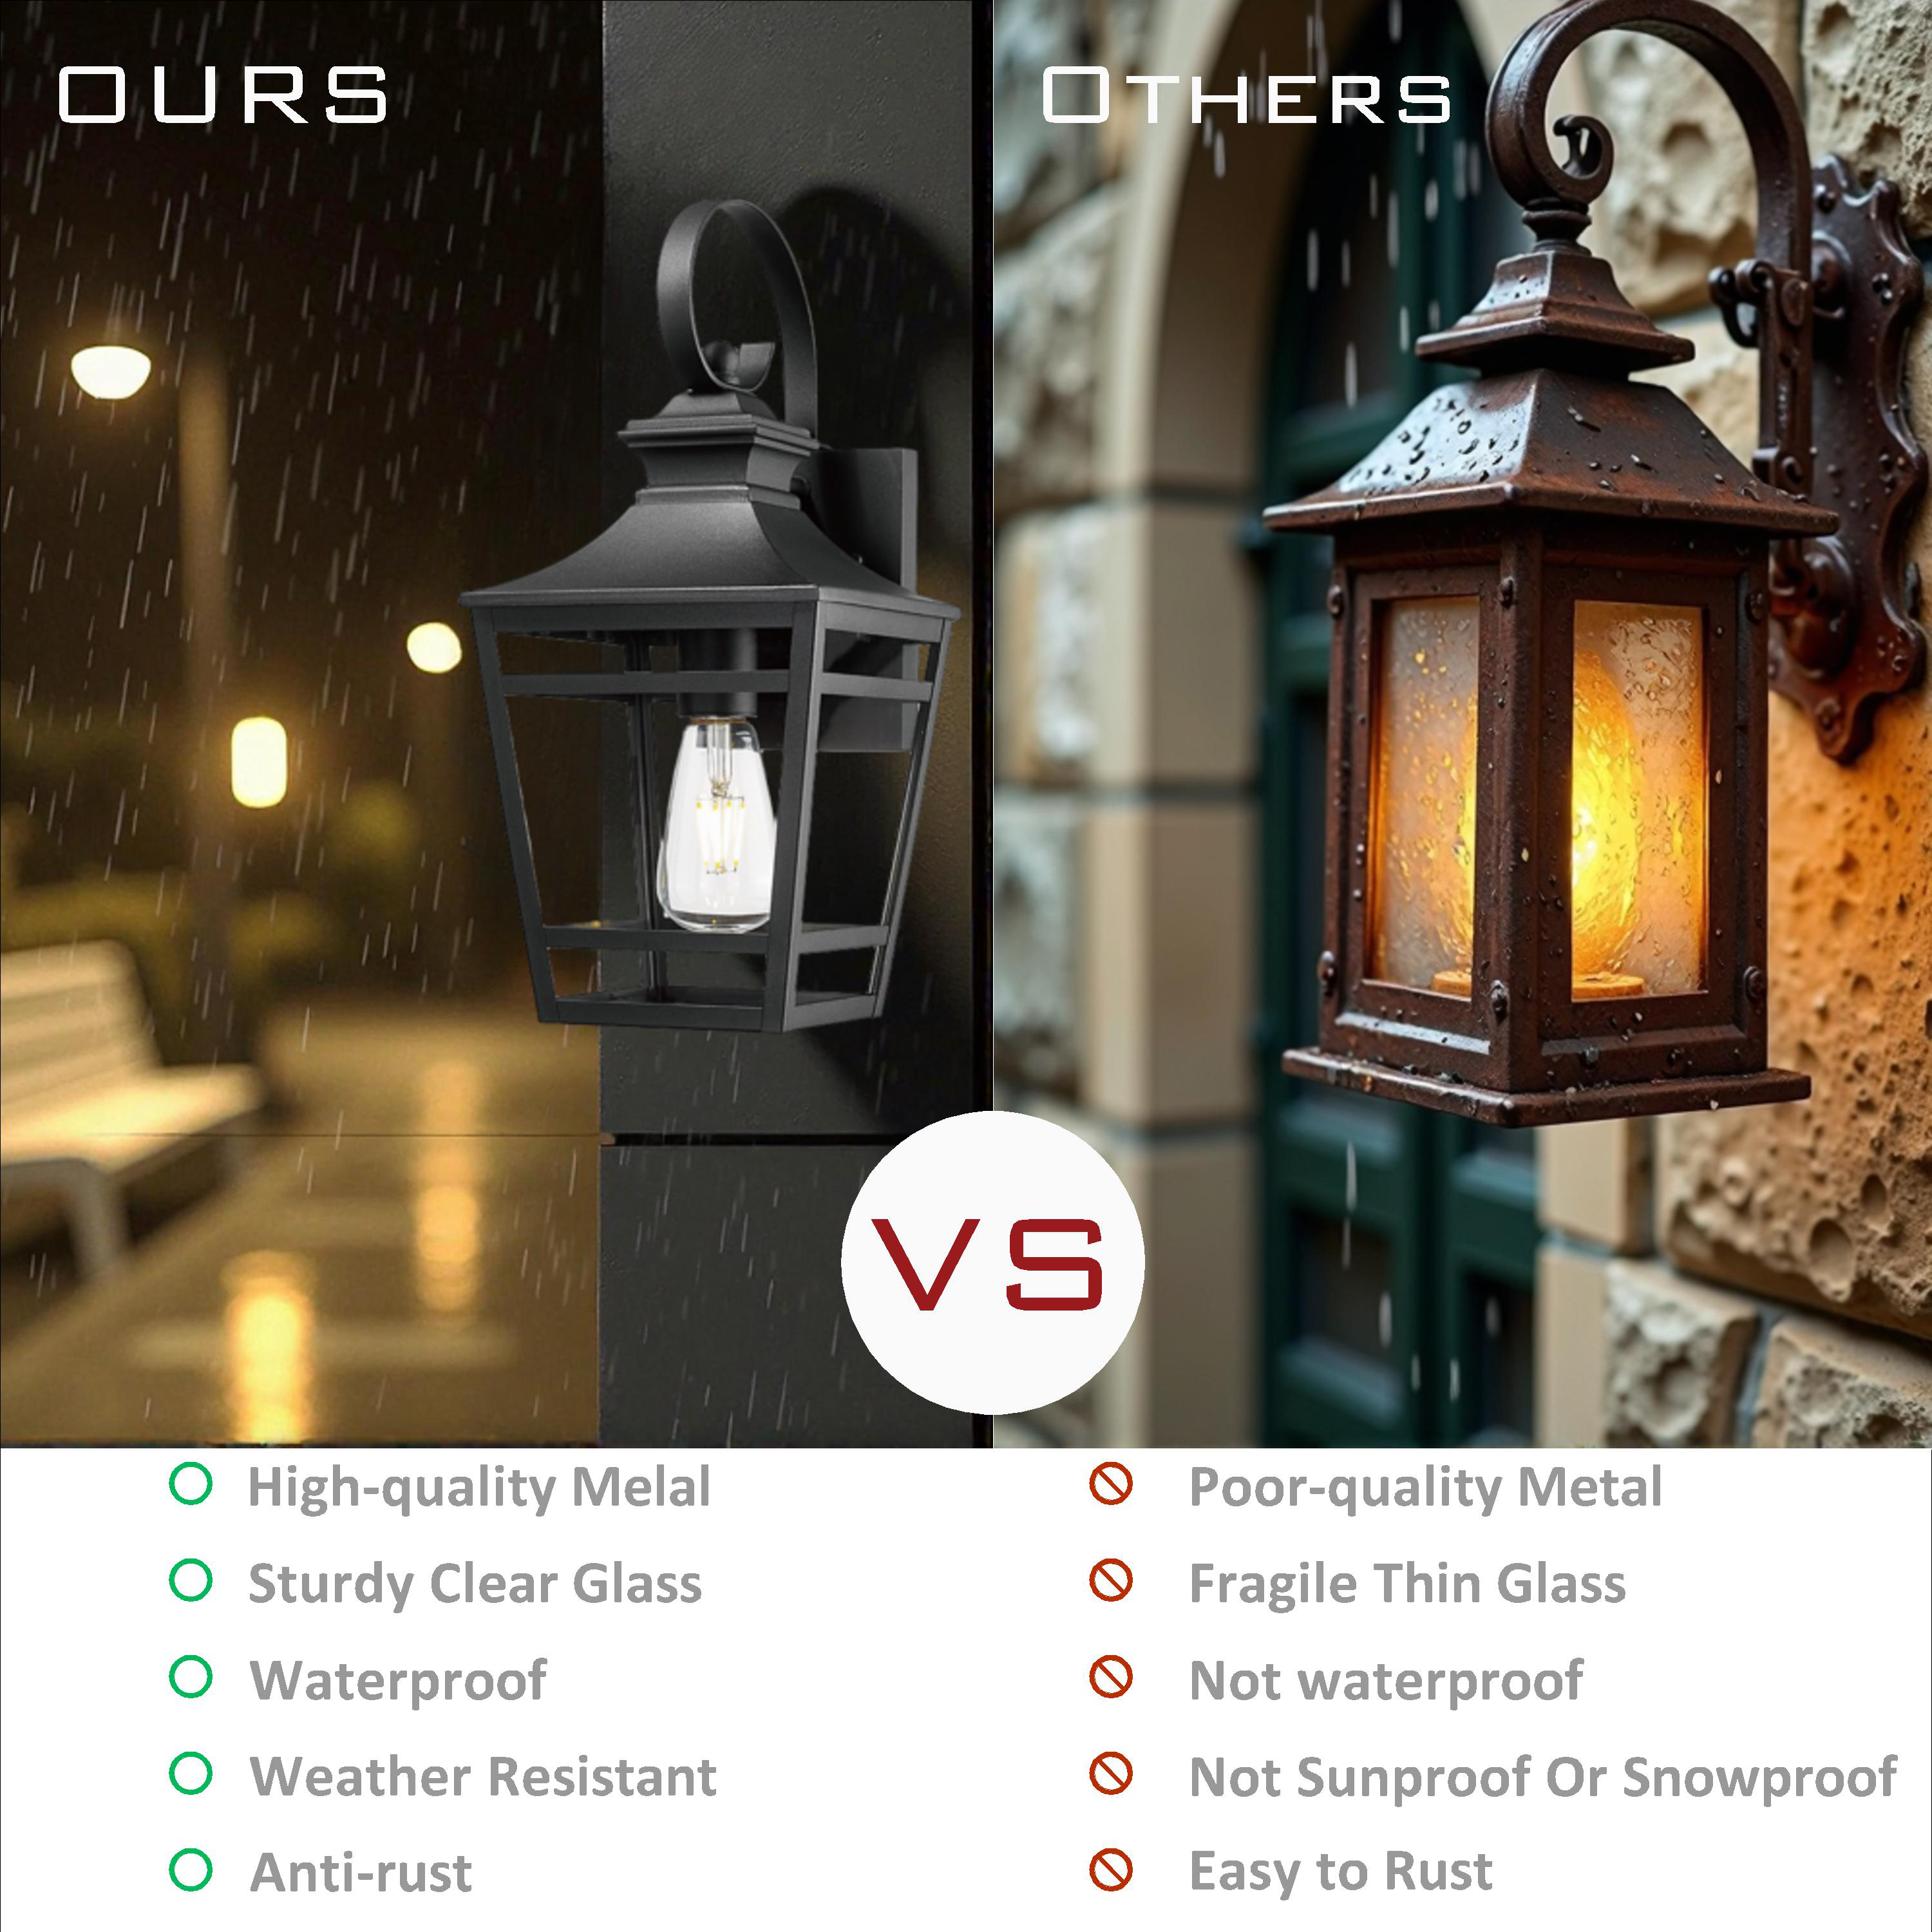 OURS
OTHERS
VS
High-quality Melal
Sturdy Clear Glass
Waterproof
Weather Resistant
Anti-rust
Poor-quality Metal
Fragile Thin Glass
Not waterproof
Not Sunproof Or Snowproof
Easy to Rust